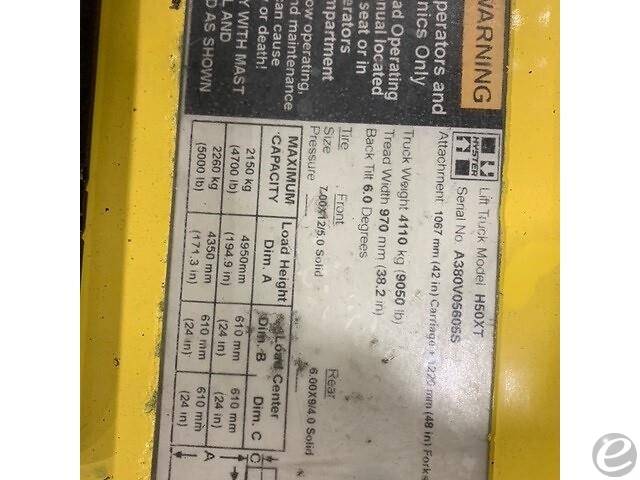 WARNING
perators and
nics Only
ad Operating
nual located
seat or in
erators
mpartment
ow operating,
nd maintenance
can cause
or death!
Y WITH MAST
L AND
D AS SHOWN
HYSTER
Lift Truck Model H50XT
Serial No A380V05605S
Attachment 1067 mm (42 in) Carriage + 1220 mm (48 in) Forks
Truck Weight 4110 kg (9050 lb)
Tread Width 970 mm (38.2 in)
Back Tilt 6.0 Degrees
Tire Front Rear
Size 7.00X12/5.0 Solid 6.00X9/4.0 Solid
Pressure
MAXIMUM Load Height Load Center
CAPACITY Dim. A Dim. B Dim. C
2150 kg 4950mm 610 mm 610 mm
(4700 lb) (194.9 in) (24 in) (24 in)
2260 kg 4350 mm 610 mm 610 mm
(5000 lb) (171.3 in) (24 in) (24 in)
C
A